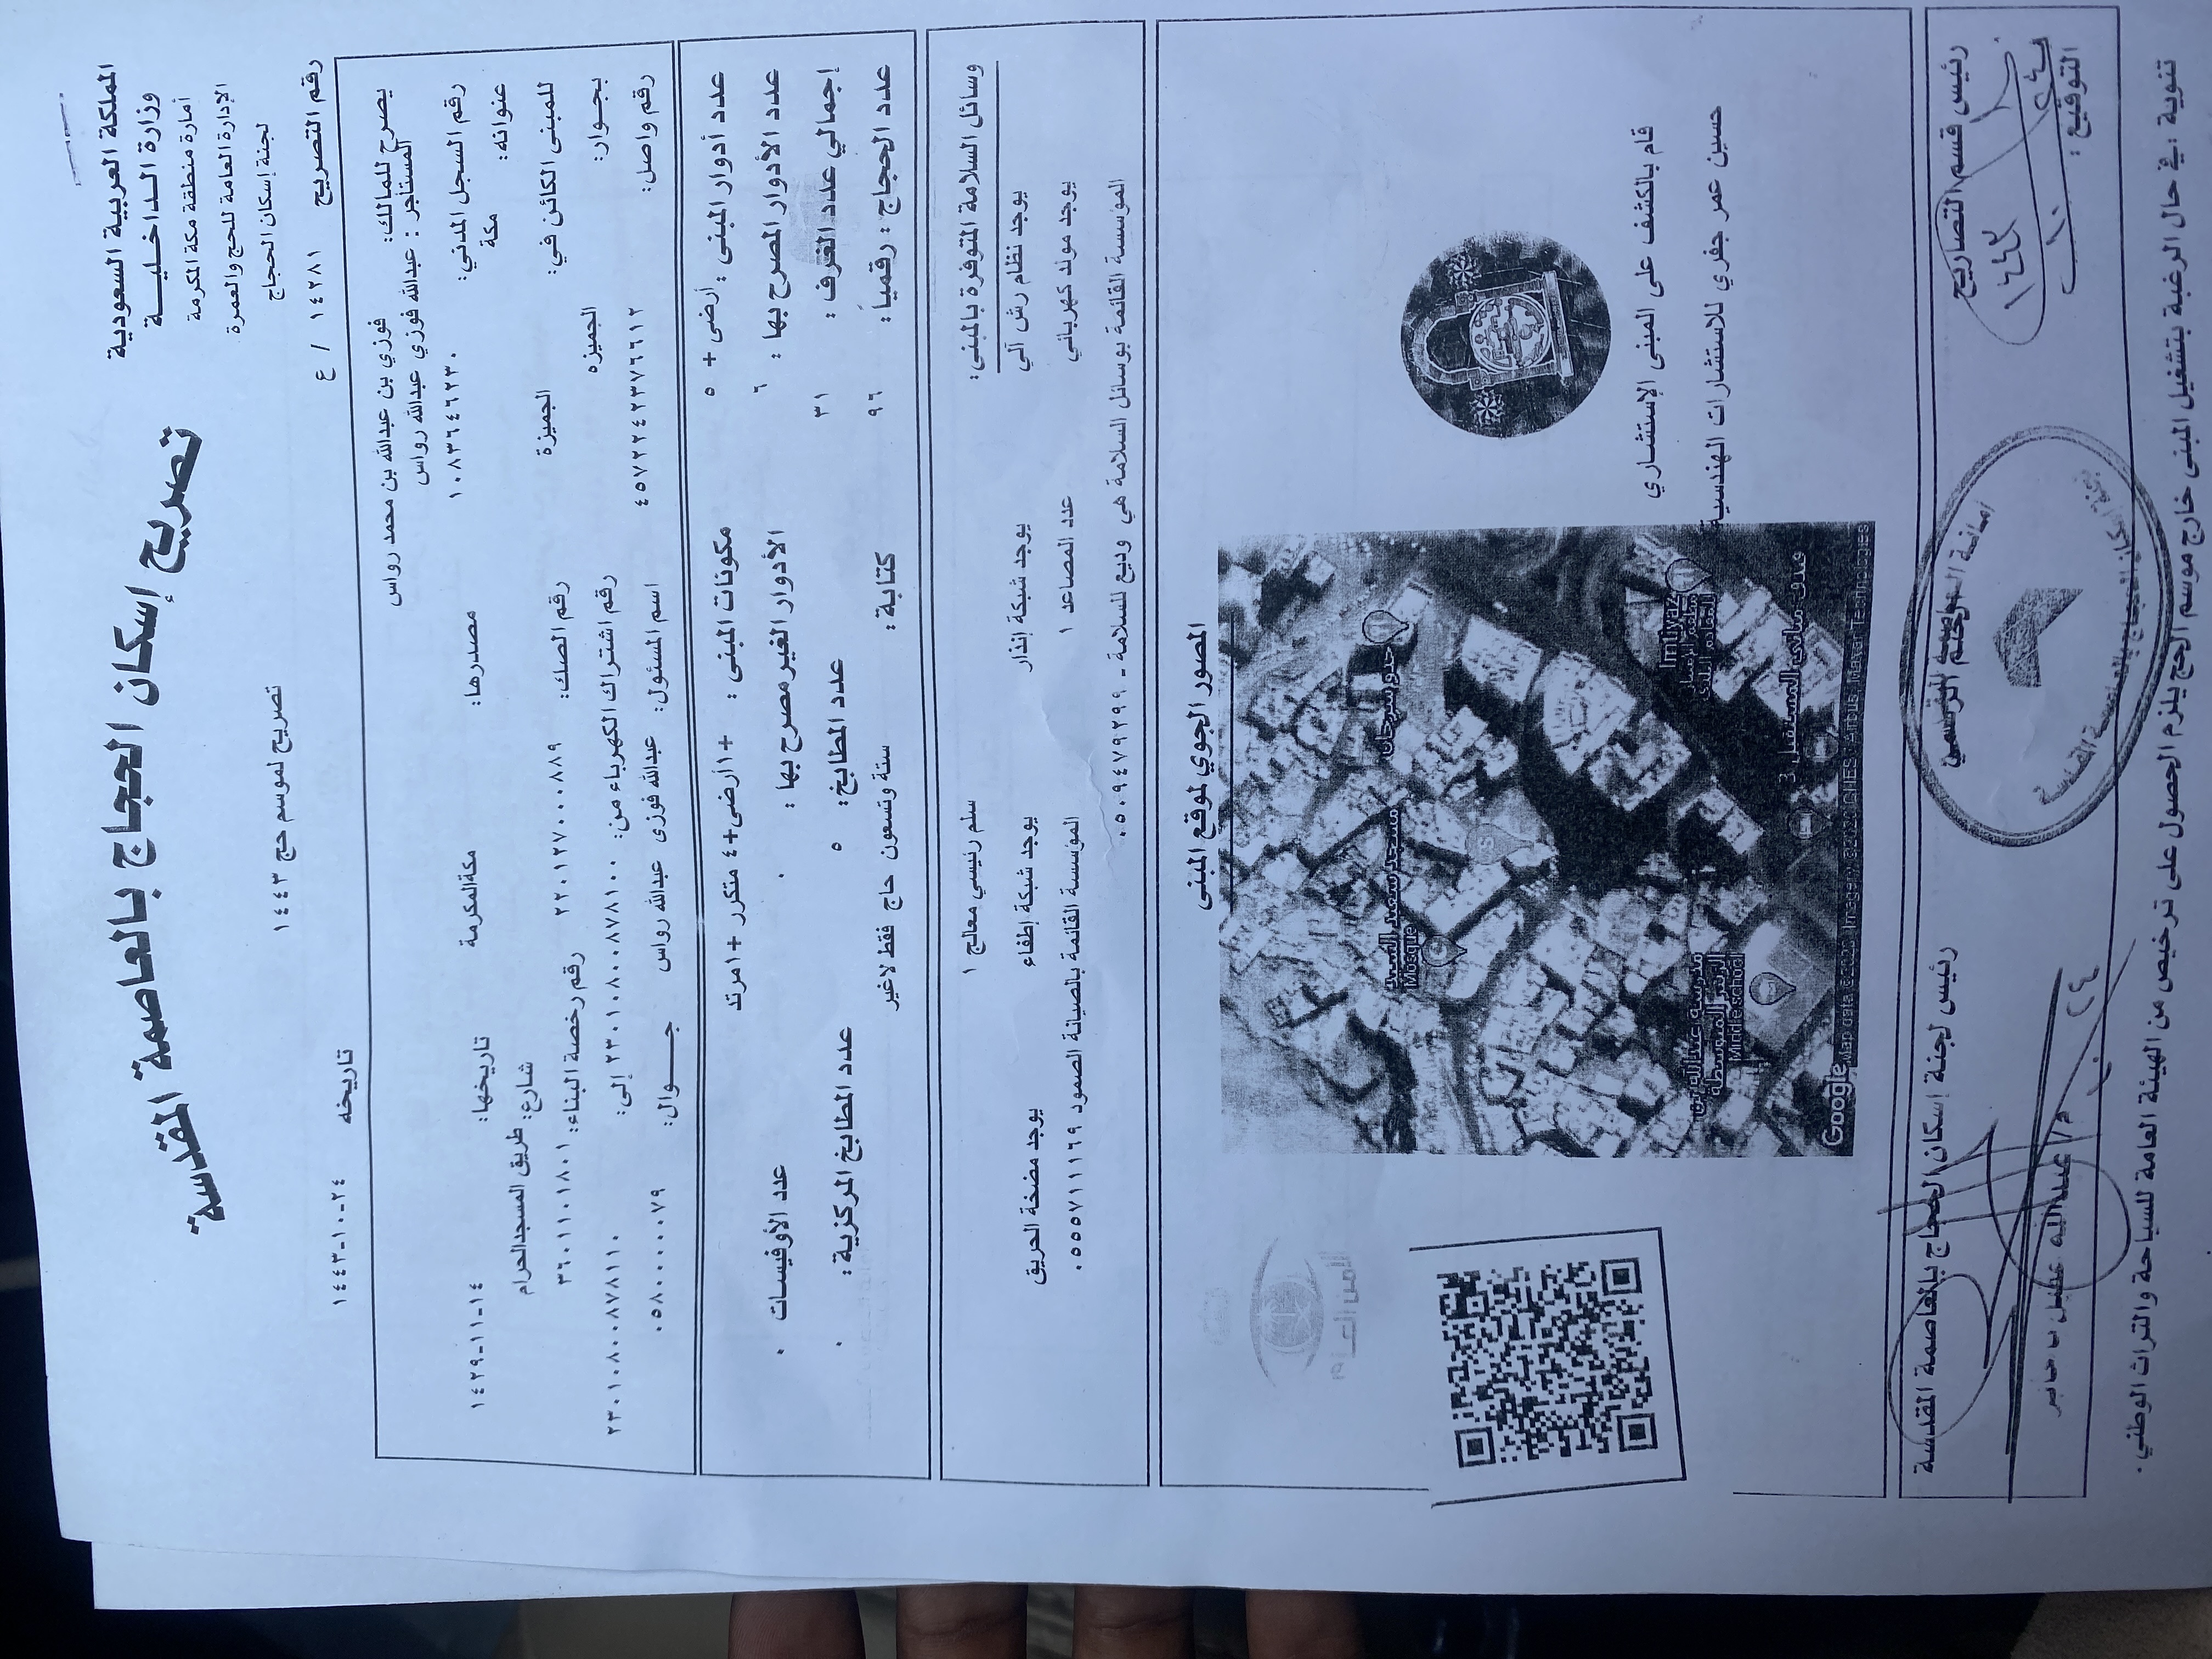 المملكة العربية السعودية
وزارة الداخلية
أمارة منطقة مكة المكرمة
الإدارة العامة للحج والعمرة
لجنة إسكان الحجاج
تصريح إسكان الحجاج بالعاصمة المقدسة
تصريح لموسم حج ١٤٤٣
رقم التصريح ١٤٢٨١ / ع
تاريخه ٢٤-١٠-١٤٤٣
يصرح للمالك: فوزي بن عبدالله بن محمد رواس
المستأجر : عبدالله فوزي عبدالله رواس
رقم السجل المدني: ١٠٨٣٦٤٦٢٣٠ مصدرها: مكةالمكرمة تاريخها: ١٤-١١-١٤٢٩
عنوانه: مكة شارع: طريق المسجدالحرام
للمبنى الكائن في: الجميزة رقم الصك: ٢٢٠١٢٧٠٠٠٨٨٩ رقم رخصة البناء: ٣٦٠١١٠١٨٠١
بجوار: الجميزه رقم اشتراك الكهرباء من: ٢٣٠١٠٨٠٠٨٧٨١٠٠ إلى: ٢٣٠١٠٨٠٠٨٧٨١١٠
رقم واصل: ٤٥٧٢٢٤٢٣٧٦٦١٢ اسم المسئول: عبدالله فوزى عبدالله رواس جوال: ٠٥٨٠٠٠٠٠٧٩
عدد أدوار المبنى : أرضى + ٥ مكونات المبنى : +١أرضى+٤ متكرر +١مرتد
عدد الأدوار المصرح بها : ٦ الأدوار الغيرمصرح بها : ٠ عدد الأوفيسات ٠
إجمالي عدد الغرف : ٣١ عدد المطابخ: ٥ عدد المطابخ المركزية : ٠
عدد الحجاج : رقمياً: ٩٦ كتابة : ستة وتسعون حاج فقط لاغير
وسائل السلامة المتوفرة بالمبنى: سلم رئيسي معالج ١
يوجد نظام رش آلي يوجد شبكة إنذار يوجد شبكة إطفاء يوجد مضخة الحريق
يوجد مولد كهربائي عدد المصاعد ١ المؤسسة القائمة بالصيانة الصمود ٠٥٥٥٧١١١٦٩
المؤسسة القائمة بوسائل السلامة هي وديع للسلامة - ٠٥٠٩٤٧٩٢٩٩
المصور الجوي لموقع المبنى
مسجد سعيد السيد
Mosque
جدو سرحان
Imtiyaz
مدرسة عبدالله بن
الزبير المتوسطة
Middle school
فندق مباني المستقبل 3
Google
Map data ©2020 Imagery ©2020 CNES / Airbus, Maxar Technologies
قام بالكشف على المبنى الإستشاري
حسين عمر جفري للاستشارات الهندسية
رئيس قسم التصاريح
الختم الرسمي
رئيس لجنة إسكان الحجاج بالعاصمة المقدسة
لجنة إسكان الحجاج بالعاصمة المقدسة
١٤٤٣
٢٤
التوقيع :
تنوية : في حال الرغبة بتشغيل المبنى خارج موسم الحج يلزم الحصول على ترخيص من الهيئة العامة للسياحة والتراث الوطني .